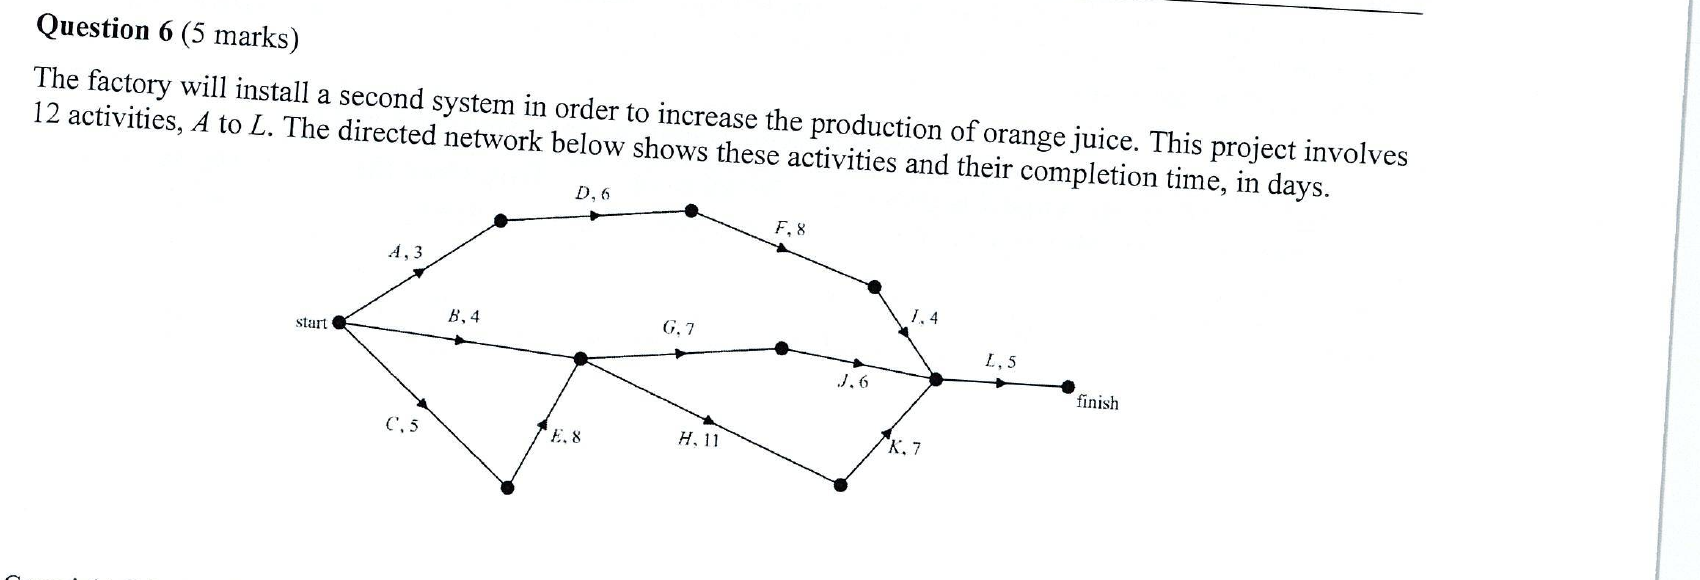 Question 6 (5 marks)
The factory will install a second system in order to increase the production of orange juice. This project involves
12 activities, A to L. The directed network below shows these activities and their completion time, in days.
D, 6
F, 8
A, 3
start
B, 4
G, 7
I, 4
L, 5
J, 6
finish
C, 5
E, 8
H, 11
K, 7